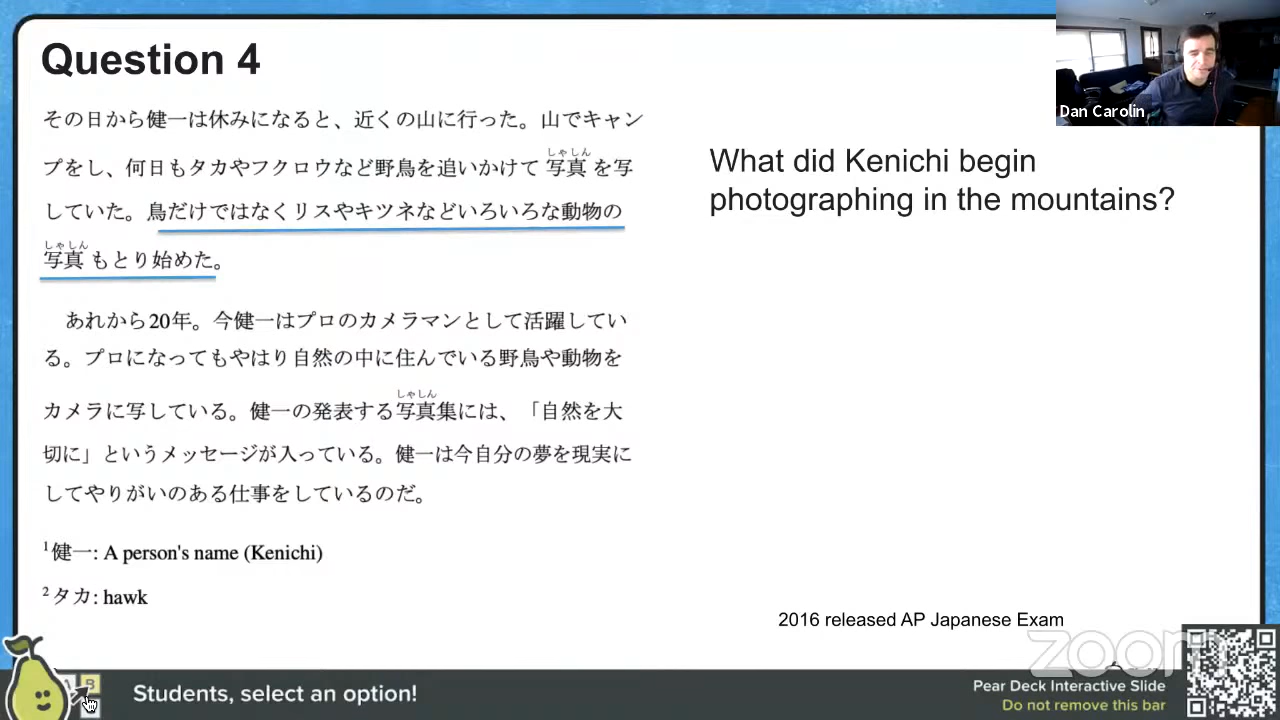 Question 4
Dan Carolin
その日から健一は休みになると、近くの山に行った。山でキャン
しゃしん
プをし、何日もタカやフクロウなど野鳥を追いかけて 写真 を写
していた。鳥だけではなくリスやキツネなどいろいろな動物の
しゃしん
写真 もとり始めた。
あれから20年。今健一はプロのカメラマンとして活躍してい
る。プロになってもやはり自然の中に住んでいる野鳥や動物を
しゃしん
カメラに写している。健一の発表する写真集には、「自然を大
切に」というメッセージが入っている。健一は今自分の夢を現実に
してやりがいのある仕事をしているのだ。
1健一: A person's name (Kenichi)
2タカ: hawk
What did Kenichi begin
photographing in the mountains?
2016 released AP Japanese Exam
zoom
B
Students, select an option!
Pear Deck Interactive Slide
Do not remove this bar